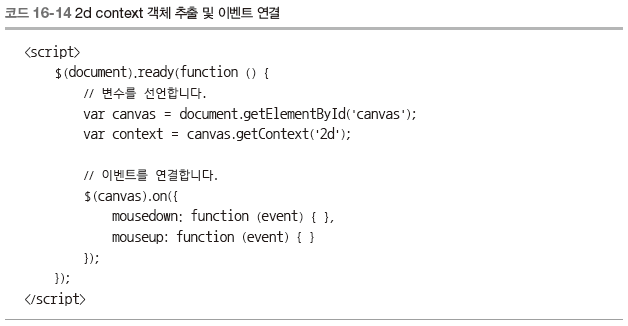 코드 16-14 2d context 객체 추출 및 이벤트 연결
<script>
$(document).ready(function () {
// 변수를 선언합니다.
var canvas = document.getElementById('canvas');
var context = canvas.getContext('2d');
// 이벤트를 연결합니다.
$(canvas).on({
mousedown: function (event) { },
mouseup: function (event) { }
});
});
</script>